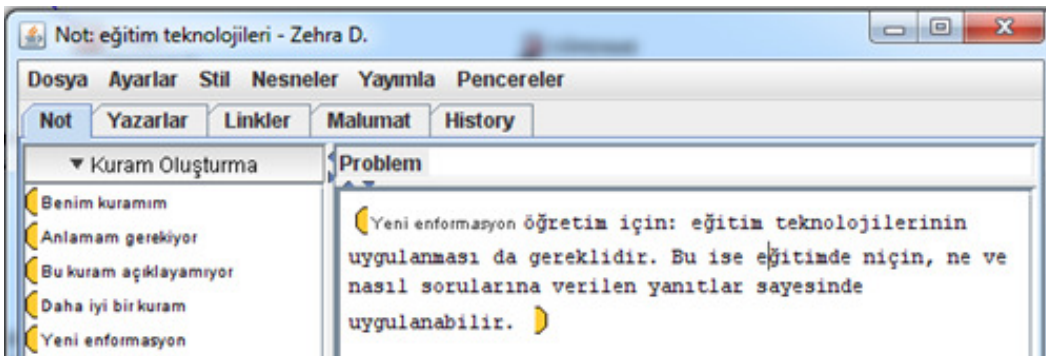 Not: eğitim teknolojileri - Zehra D.
Dosya Ayarlar Stil Nesneler Yayımla Pencereler
Not Yazarlar Linkler Malumat History
Kuram Oluşturma
Benim kuramım
Anlamam gerekiyor
Bu kuram açıklayamıyor
Daha iyi bir kuram
Yeni enformasyon
Problem
Yeni enformasyon öğretim için: eğitim teknolojilerinin
uygulanması da gereklidir. Bu ise eğitimde niçin, ne ve
nasıl sorularına verilen yanıtlar sayesinde
uygulanabilir.